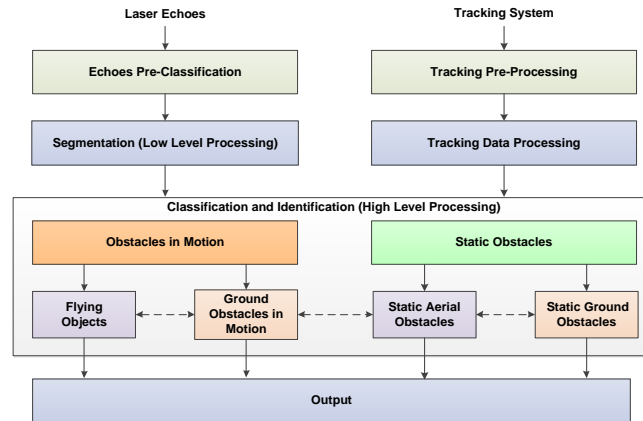 Laser Echoes
Tracking System
Echoes Pre-Classification
Tracking Pre-Processing
Segmentation (Low Level Processing)
Tracking Data Processing
Classification and Identification (High Level Processing)
Obstacles in Motion
Static Obstacles
Flying
Objects
Ground
Obstacles in
Motion
Static Aerial
Obstacles
Static Ground
Obstacles
Output